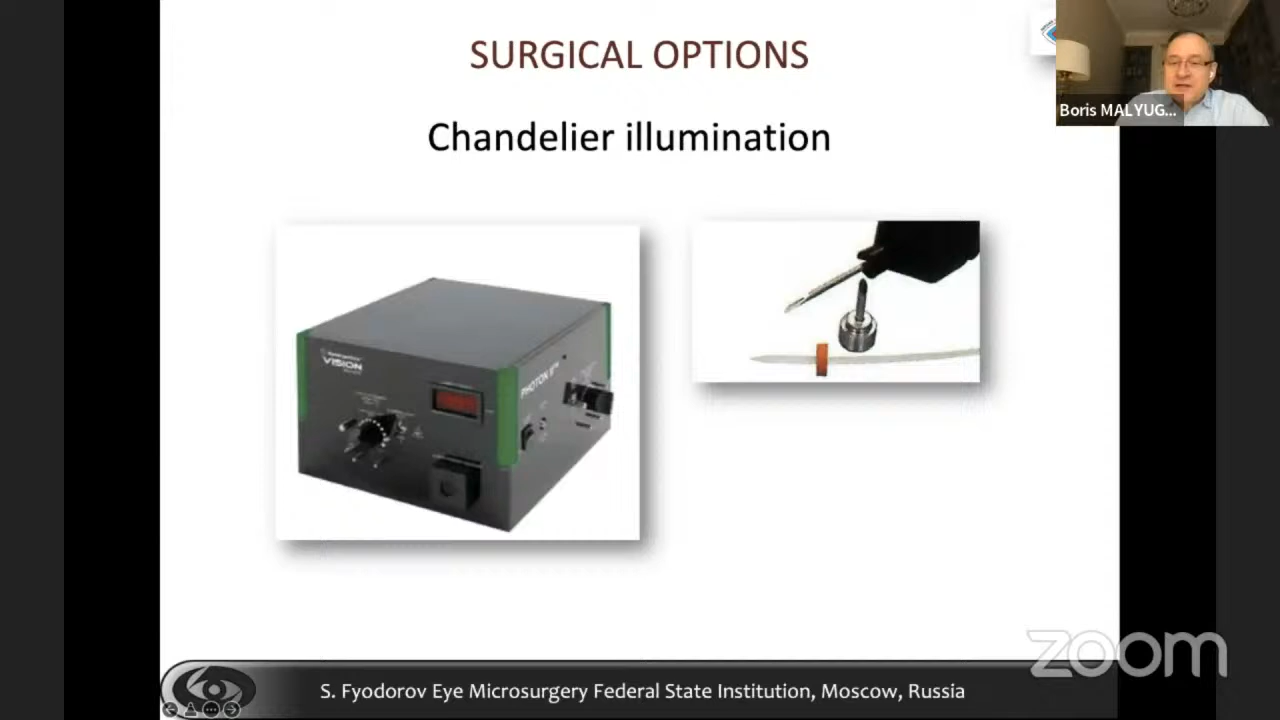 SURGICAL OPTIONS
Boris MALYUG...
Chandelier illumination
VISION
PHOTON II
zoom
S. Fyodorov Eye Microsurgery Federal State Institution, Moscow, Russia